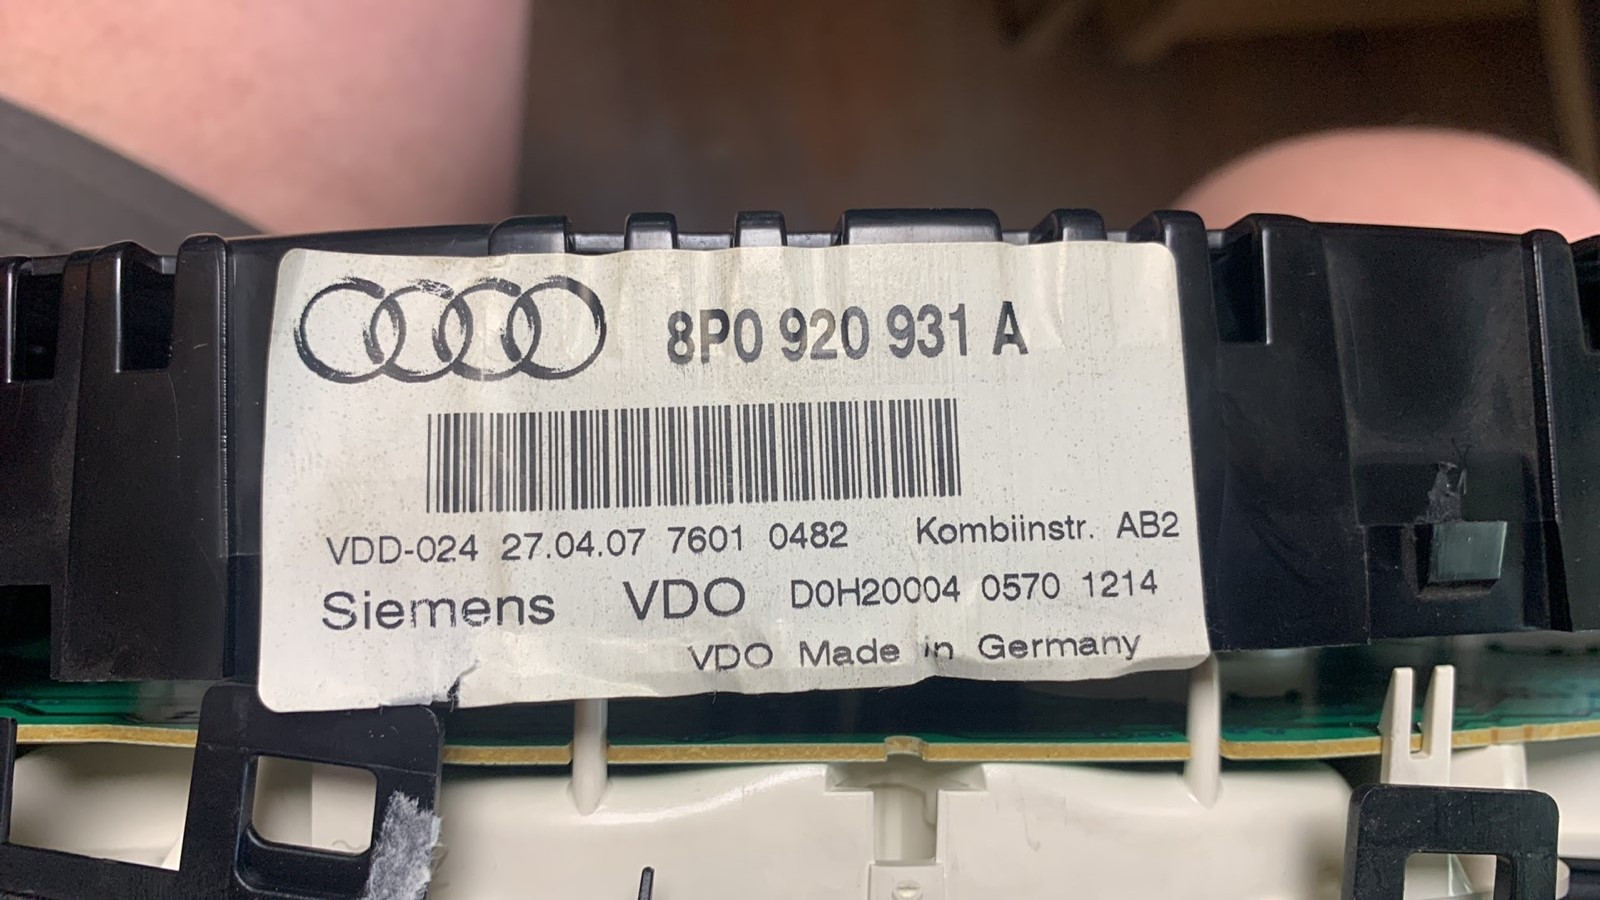 8P0 920 931 A
VDD-024 27.04.07 7601 0482 Kombiinstr. AB2
Siemens VDO D0H20004 0570 1214
VDO Made in Germany